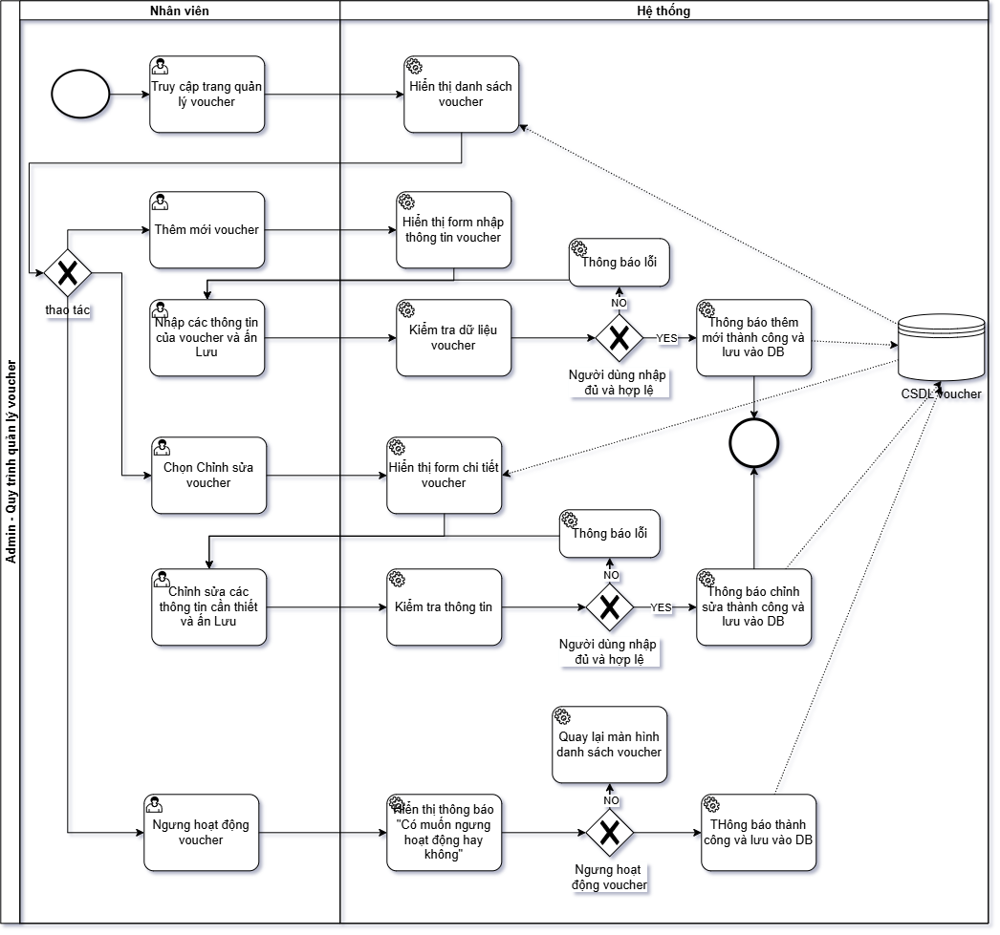 Nhân viên
Hệ thống
Admin - Quy trình quản lý voucher
Truy cập trang quản
lý voucher
Hiển thị danh sách
voucher
Thêm mới voucher
Hiển thị form nhập
thông tin voucher
thao tác
Thông báo lỗi
NO
Nhập các thông tin
của voucher và ấn
Lưu
Kiểm tra dữ liệu
voucher
YES
Thông báo thêm
mới thành công và
lưu vào DB
Người dùng nhập
đủ và hợp lệ
CSDL voucher
Chọn Chỉnh sửa
voucher
Hiển thị form chi tiết
voucher
Thông báo lỗi
NO
Chỉnh sửa các
thông tin cần thiết
và ấn Lưu
Kiểm tra thông tin
YES
Thông báo chỉnh
sửa thành công và
lưu vào DB
Người dùng nhập
đủ và hợp lệ
Quay lại màn hình
danh sách voucher
NO
Ngưng hoạt động
voucher
Hiển thị thông báo
"Có muốn ngưng
hoạt động hay
không"
THông báo thành
công và lưu vào DB
Ngưng hoạt
động voucher